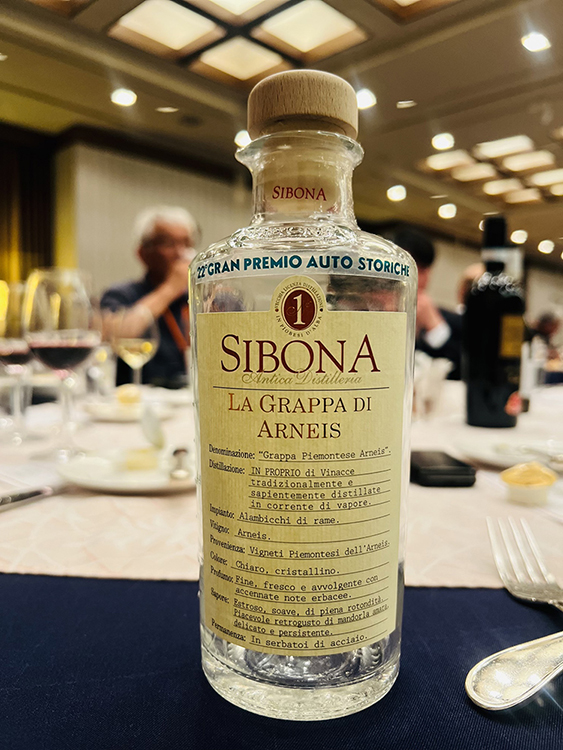 SIBONA
22° GRAN PREMIO AUTO STORICHE
1
SIBONA
Antica Distilleria
LA GRAPPA DI
ARNEIS
Denominazione: "Grappa Piemontese Arneis".
Distillazione: IN PROPRIO di Vinacce
tradizionalmente e
sapientemente distillate
in corrente di vapore.
Impianto: Alambicchi di rame.
Vitigno: Arneis.
Provenienza: Vigneti Piemontesi dell'Arneis.
Colore: Chiaro, cristallino.
Profumo: Fine, fresco e avvolgente con
accennate note erbacee.
Sapore: Estroso, soave, di piena rotondità.
Piacevole retrogusto di mandorla amara,
delicato e persistente.
Permanenza: In serbatoi di acciaio.